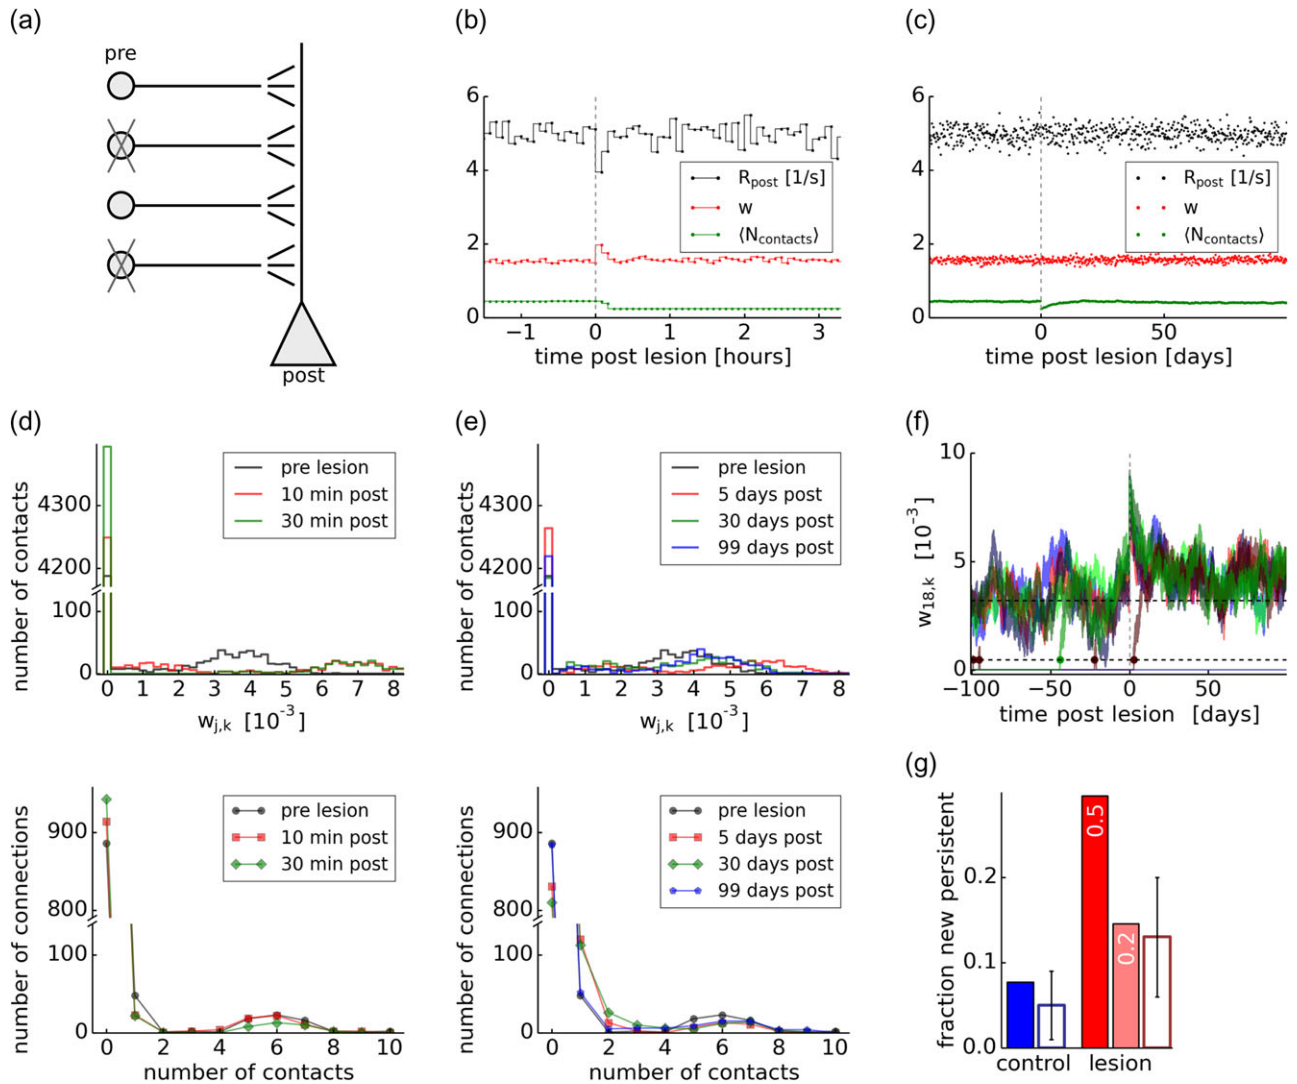 (a)
pre
post
(b)
6
4
2
0
R_post [1/s]
w
⟨N_contacts⟩
−1 0 1 2 3
time post lesion [hours]
(c)
6
4
2
0
R_post [1/s]
w
⟨N_contacts⟩
0 50
time post lesion [days]
(d)
number of contacts
4300
4200
100
0
pre lesion
10 min post
30 min post
0 1 2 3 4 5 6 7 8
w_j,k [10^-3]
number of connections
900
800
100
0
pre lesion
10 min post
30 min post
0 2 4 6 8 10
number of contacts
(e)
number of contacts
4300
4200
100
0
pre lesion
5 days post
30 days post
99 days post
0 1 2 3 4 5 6 7 8
w_j,k [10^-3]
number of connections
900
800
100
0
pre lesion
5 days post
30 days post
99 days post
0 2 4 6 8 10
number of contacts
(f)
w_18,k [10^-3]
10
5
0
−100 −50 0 50
time post lesion [days]
(g)
fraction new persistent
0.2
0.1
0.0
0.5
0.2
control lesion